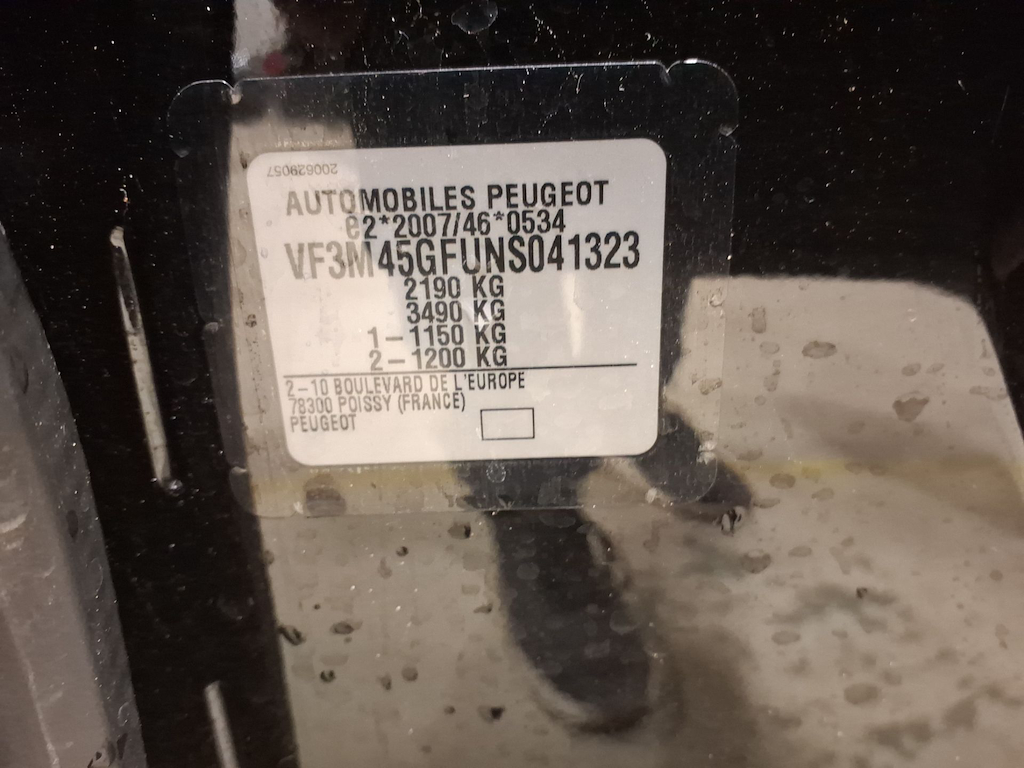 200629057
AUTOMOBILES PEUGEOT
e2*2007/46*0534
VF3M45GFUNS041323
2190 KG
3490 KG
1-1150 KG
2-1200 KG
2-10 BOULEVARD DE L'EUROPE
78300 POISSY (FRANCE)
PEUGEOT